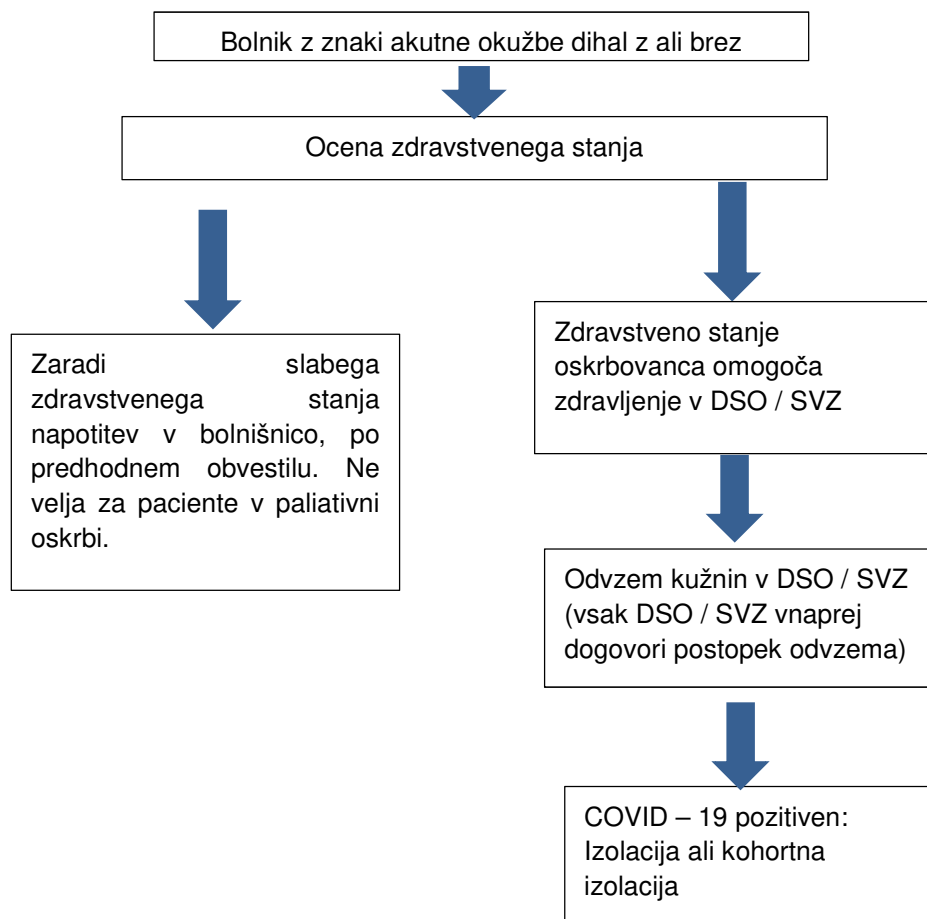 Bolnik z znaki akutne okužbe dihal z ali brez
Ocena zdravstvenega stanja
Zaradi slabega
zdravstvenega stanja
napotitev v bolnišnico, po
predhodnem obvestilu. Ne
velja za paciente v paliativni
oskrbi.
Zdravstveno stanje
oskrbovanca omogoča
zdravljenje v DSO / SVZ
Odvzem kužnin v DSO / SVZ
(vsak DSO / SVZ vnaprej
dogovori postopek odvzema)
COVID – 19 pozitiven:
Izolacija ali kohortna
izolacija